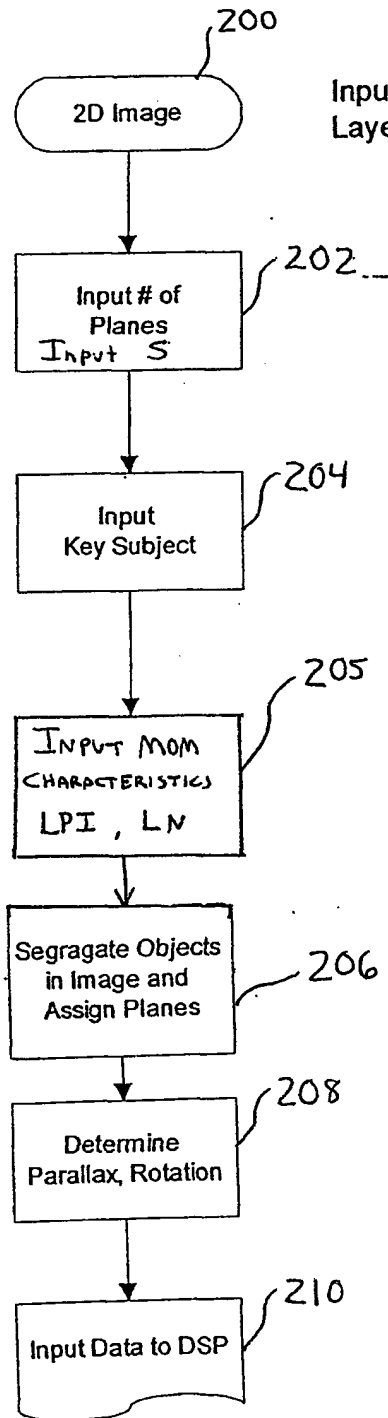 200
2D Image
Inpu
Laye
202
Input # of
Planes
Input S
204
Input
Key Subject
205
INPUT MOM
CHARACTERISTICS
LPI, LN
Segragate Objects
in Image and
Assign Planes
206
208
Determine
Parallax, Rotation
210
Input Data to DSP